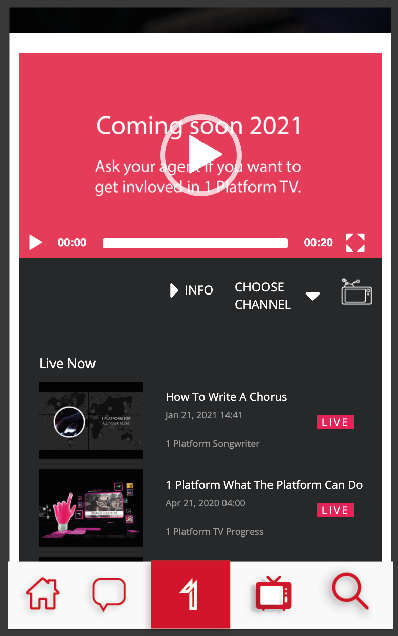 Coming soon 2021
Ask your agent if you want to
get invloved in 1 Platform TV.
00:00
00:20
INFO
CHOOSE
CHANNEL
Live Now
How To Write A Chorus
Jan 21, 2021 14:41
LIVE
1 Platform Songwriter
1 Platform What The Platform Can Do
Apr 21, 2020 04:00
LIVE
1 Platform TV Progress
1